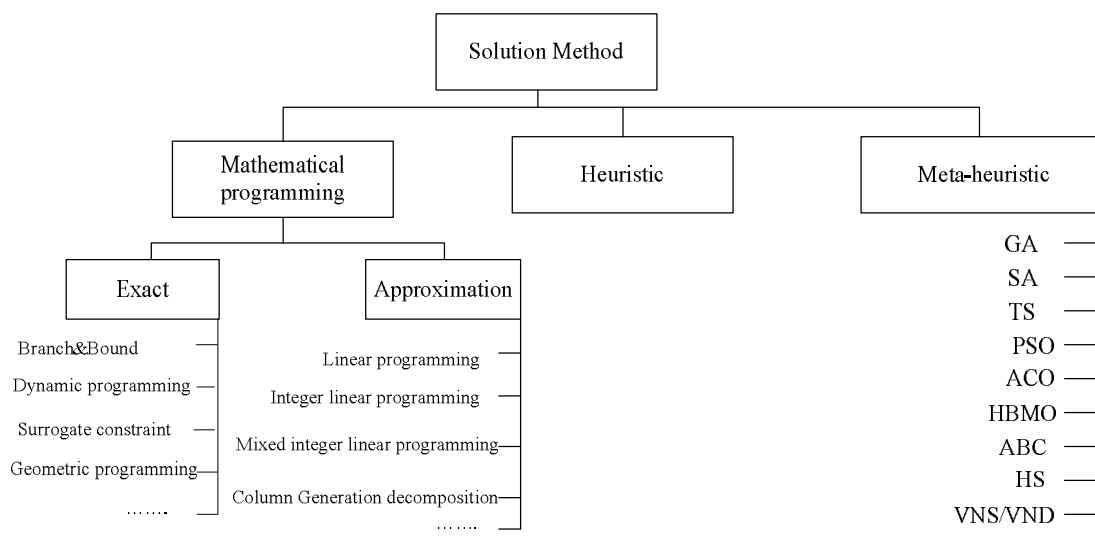 Solution Method
Mathematical
programming
Heuristic
Meta-heuristic
Exact
Approximation
Branch&Bound
Dynamic programming
Surrogate constraint
Geometric programming
…….
Linear programming
Integer linear programming
Mixed integer linear programming
Column Generation decomposition
…….
GA
SA
TS
PSO
ACO
HBMO
ABC
HS
VNS/VND